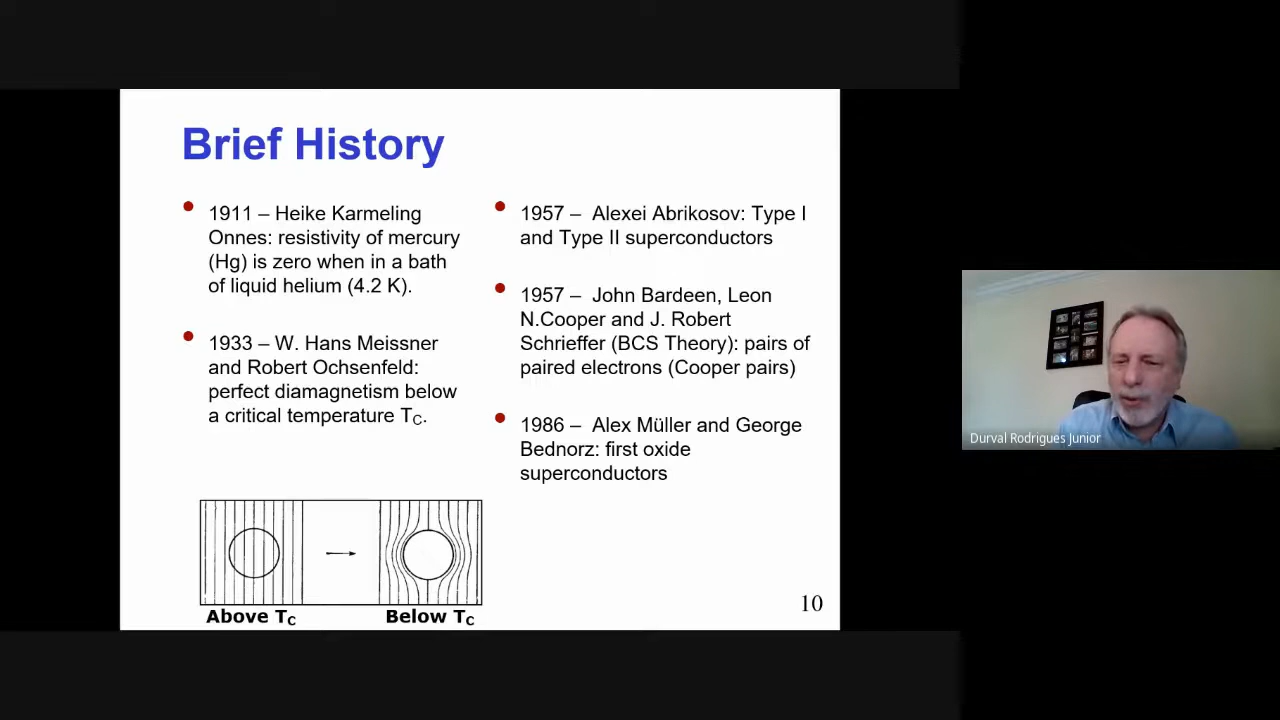 Brief History
1911 – Heike Karmeling
Onnes: resistivity of mercury
(Hg) is zero when in a bath
of liquid helium (4.2 K).
1933 – W. Hans Meissner
and Robert Ochsenfeld:
perfect diamagnetism below
a critical temperature TC.
Above TC
Below TC
1957 – Alexei Abrikosov: Type I
and Type II superconductors
1957 – John Bardeen, Leon
N.Cooper and J. Robert
Schrieffer (BCS Theory): pairs of
paired electrons (Cooper pairs)
1986 – Alex Müller and George
Bednorz: first oxide
superconductors
10
Durval Rodrigues Junior